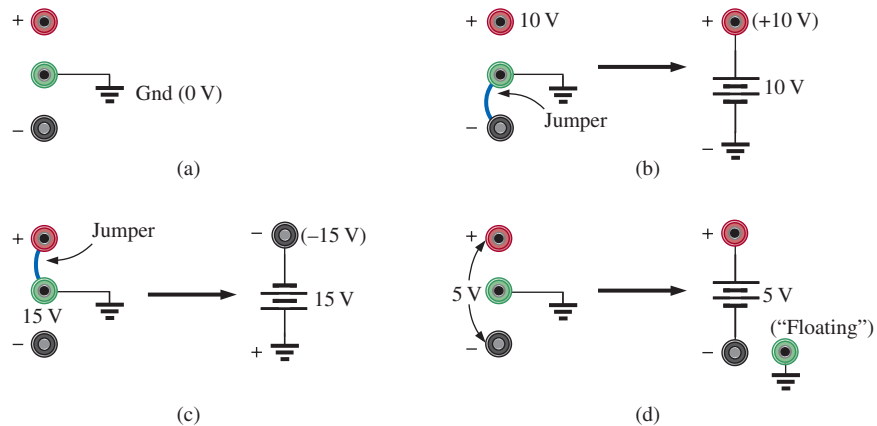 +
Gnd (0 V)
–
(a)
+ 10 V
– Jumper
+ (+10 V)
10 V
–
(b)
+
Jumper
15 V
–
– (–15 V)
15 V
+
(c)
+
5 V
–
+
5 V
(“Floating”)
–
(d)